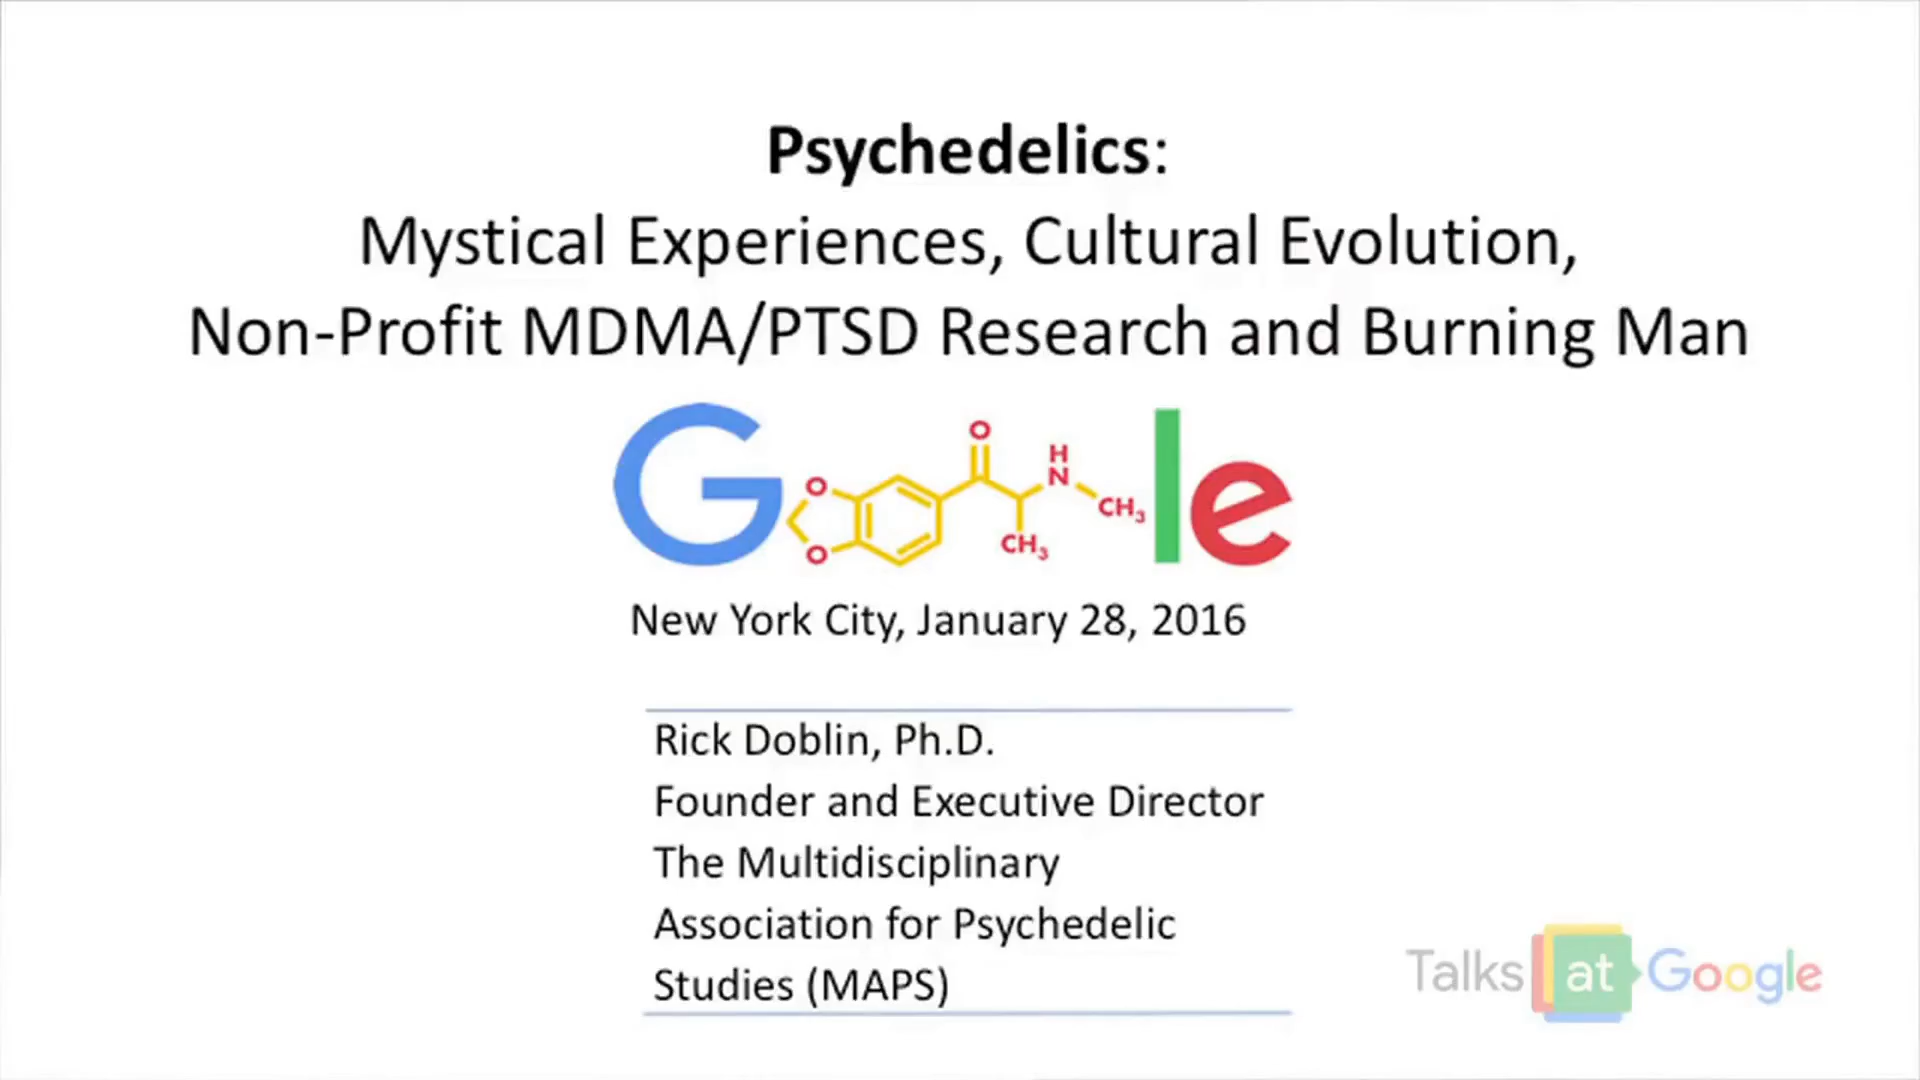 Psychedelics:
Mystical Experiences, Cultural Evolution,
Non-Profit MDMA/PTSD Research and Burning Man
G O O O H N CH3 CH3 le
New York City, January 28, 2016
Rick Doblin, Ph.D.
Founder and Executive Director
The Multidisciplinary
Association for Psychedelic
Studies (MAPS)
Talks at Google